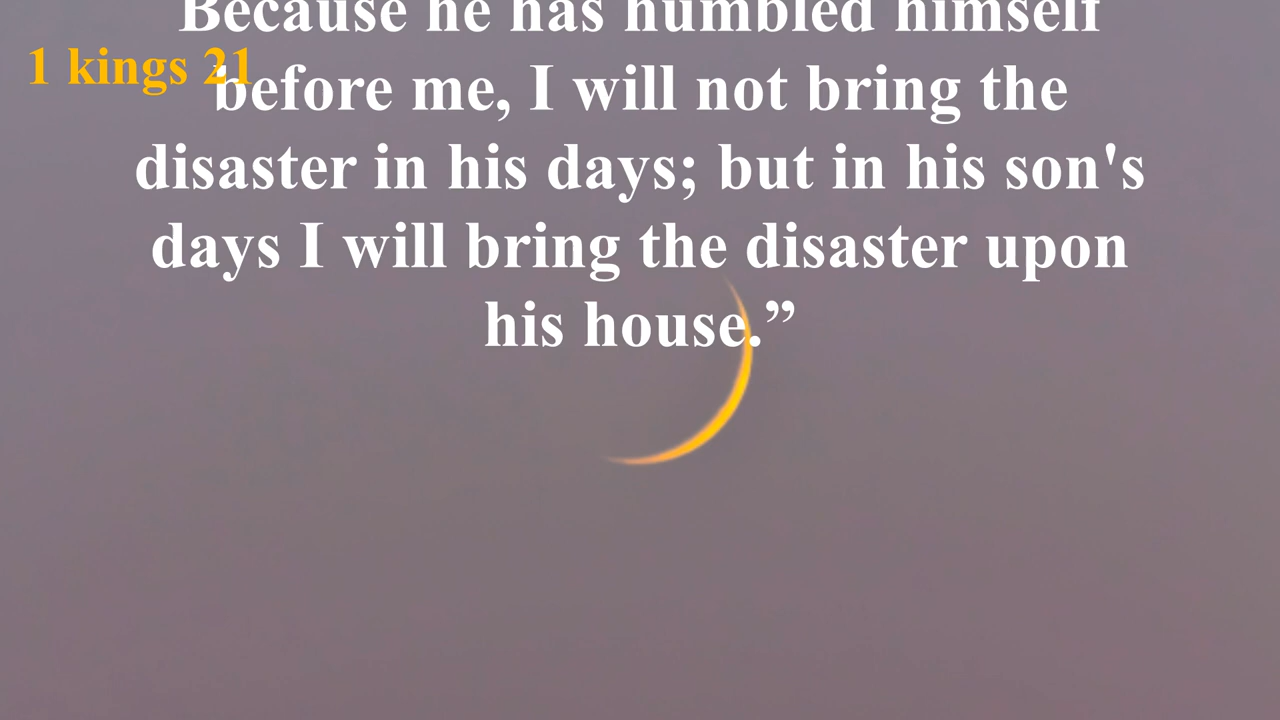 Because he has humbled himself
1 kings 21
before me, I will not bring the
disaster in his days; but in his son's
days I will bring the disaster upon
his house.”